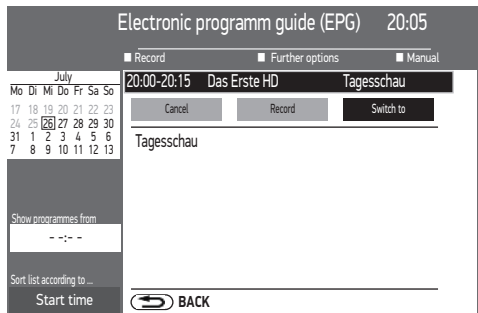 Electronic programm guide (EPG) 20:05
Record Further options Manual
July
Mo Di Mi Do Fr Sa So
17 18 19 20 21 22 23
24 25 26 27 28 29 30
31 1 2 3 4 5 6
7 8 9 10 11 12 13
20:00-20:15 Das Erste HD Tagesschau
Cancel Record Switch to
Tagesschau
Show programmes from
- -:- -
Sort list according to ...
Start time
BACK